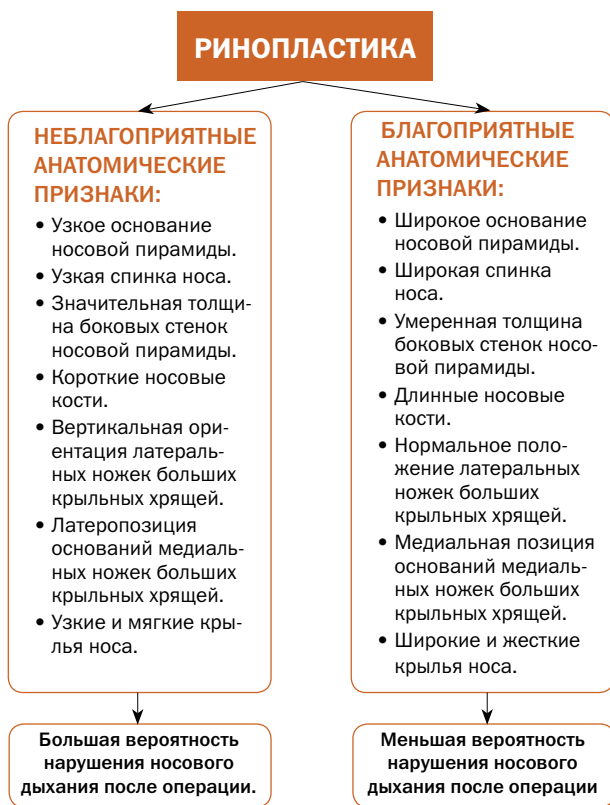 РИНОПЛАСТИКА
НЕБЛАГОПРИЯТНЫЕ
АНАТОМИЧЕСКИЕ
ПРИЗНАКИ:
• Узкое основание
носовой пирамиды.
• Узкая спинка носа.
• Значительная толщи-
на боковых стенок
носовой пирамиды.
• Короткие носовые
кости.
• Вертикальная ори-
ентация латераль-
ных ножек больших
крыльных хрящей.
• Латеропозиция
оснований медиаль-
ных ножек больших
крыльных хрящей.
• Узкие и мягкие кры-
лья носа.
Большая вероятность
нарушения носового
дыхания после операции.
БЛАГОПРИЯТНЫЕ
АНАТОМИЧЕСКИЕ
ПРИЗНАКИ:
• Широкое основание
носовой пирамиды.
• Широкая спинка
носа.
• Умеренная толщина
боковых стенок носо-
вой пирамиды.
• Длинные носовые
кости.
• Нормальное поло-
жение латеральных
ножек больших
крыльных хрящей.
• Медиальная позиция
оснований медиаль-
ных ножек больших
крыльных хрящей.
• Широкие и жесткие
крылья носа.
Меньшая вероятность
нарушения носового
дыхания после операции